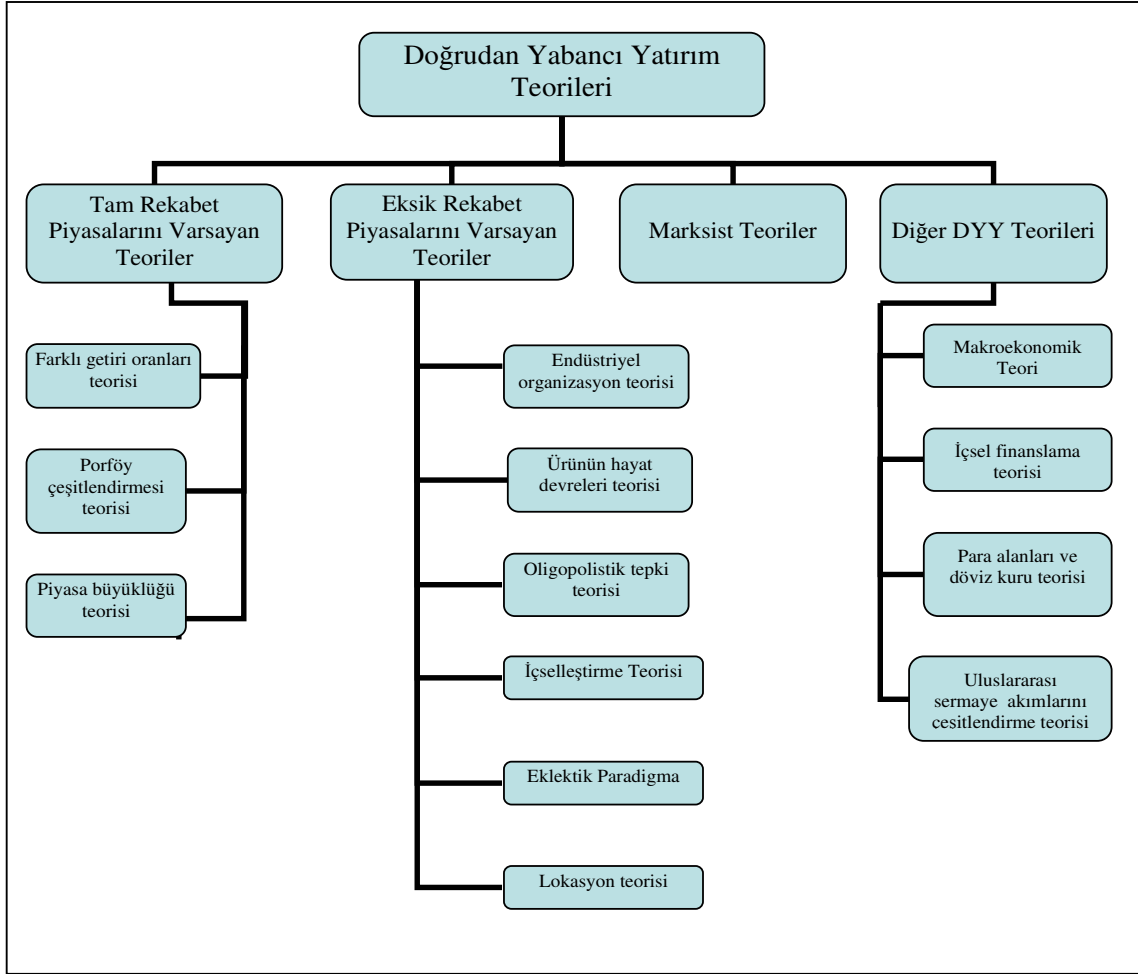 Doğrudan Yabancı Yatırım
Teorileri
Tam Rekabet
Piyasalarını Varsayan
Teoriler
Eksik Rekabet
Piyasalarını Varsayan
Teoriler
Marksist Teoriler
Diğer DYY Teorileri
Farklı getiri oranları
teorisi
Porföy
çeşitlendirmesi
teorisi
Piyasa büyüklüğü
teorisi
Endüstriyel
organizasyon teorisi
Ürünün hayat
devreleri teorisi
Oligopolistik tepki
teorisi
İçselleştirme Teorisi
Eklektik Paradigma
Lokasyon teorisi
Makroekonomik
Teori
İçsel finanslama
teorisi
Para alanları ve
döviz kuru teorisi
Uluslararası
sermaye akımlarını
cesitlendirme teorisi